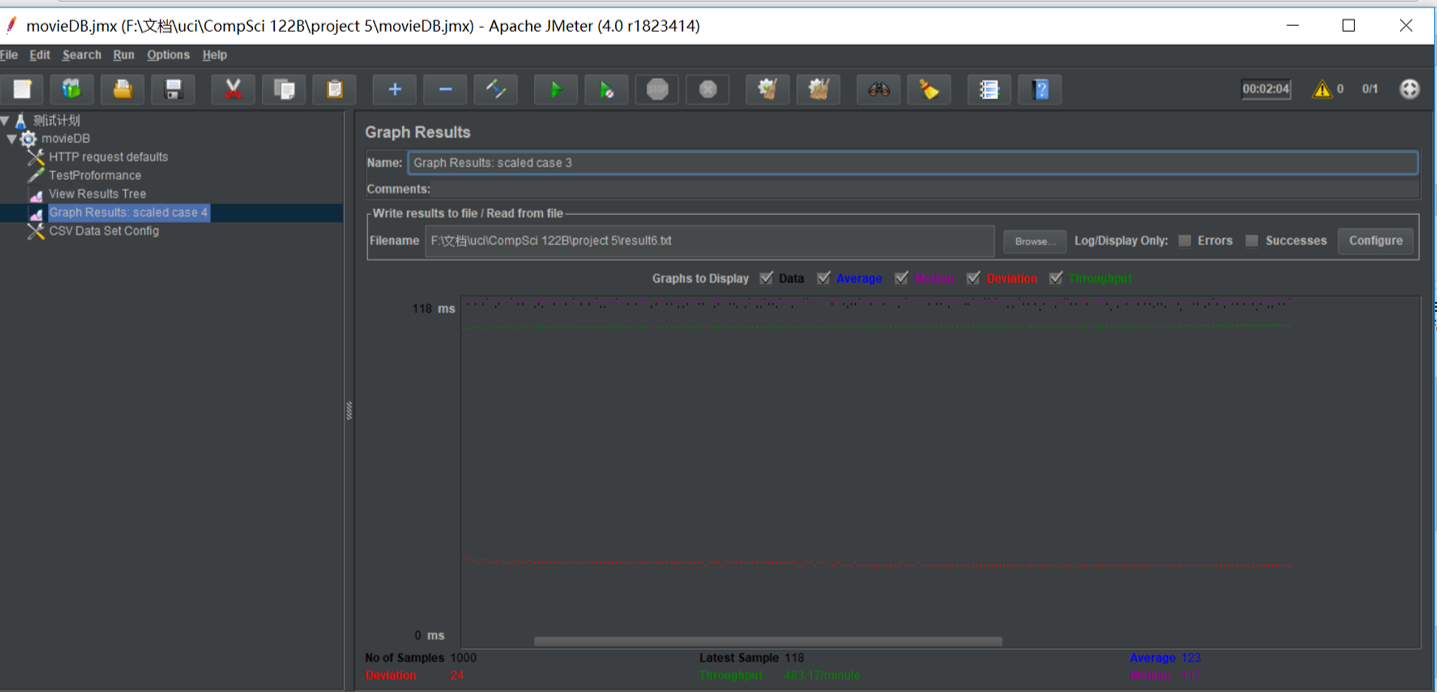 movieDB.jmx (F:\文档\uci\CompSci 122B\project 5\movieDB.jmx) - Apache JMeter (4.0 r1823414)
File Edit Search Run Options Help
STOP
00:02:04 0 0/1
测试计划
movieDB
HTTP request defaults
TestProformance
View Results Tree
Graph Results: scaled case 4
CSV Data Set Config
Graph Results
Name: Graph Results: scaled case 3
Comments:
Write results to file / Read from file
Filename F:\文档\uci\CompSci 122B\project 5\result6.txt Browse... Log/Display Only: Errors Successes Configure
Graphs to Display Data Average Median Deviation Throughput
118 ms
0 ms
No of Samples 1000 Latest Sample 118 Average 123
Deviation 24 Throughput 483.17/minute Median